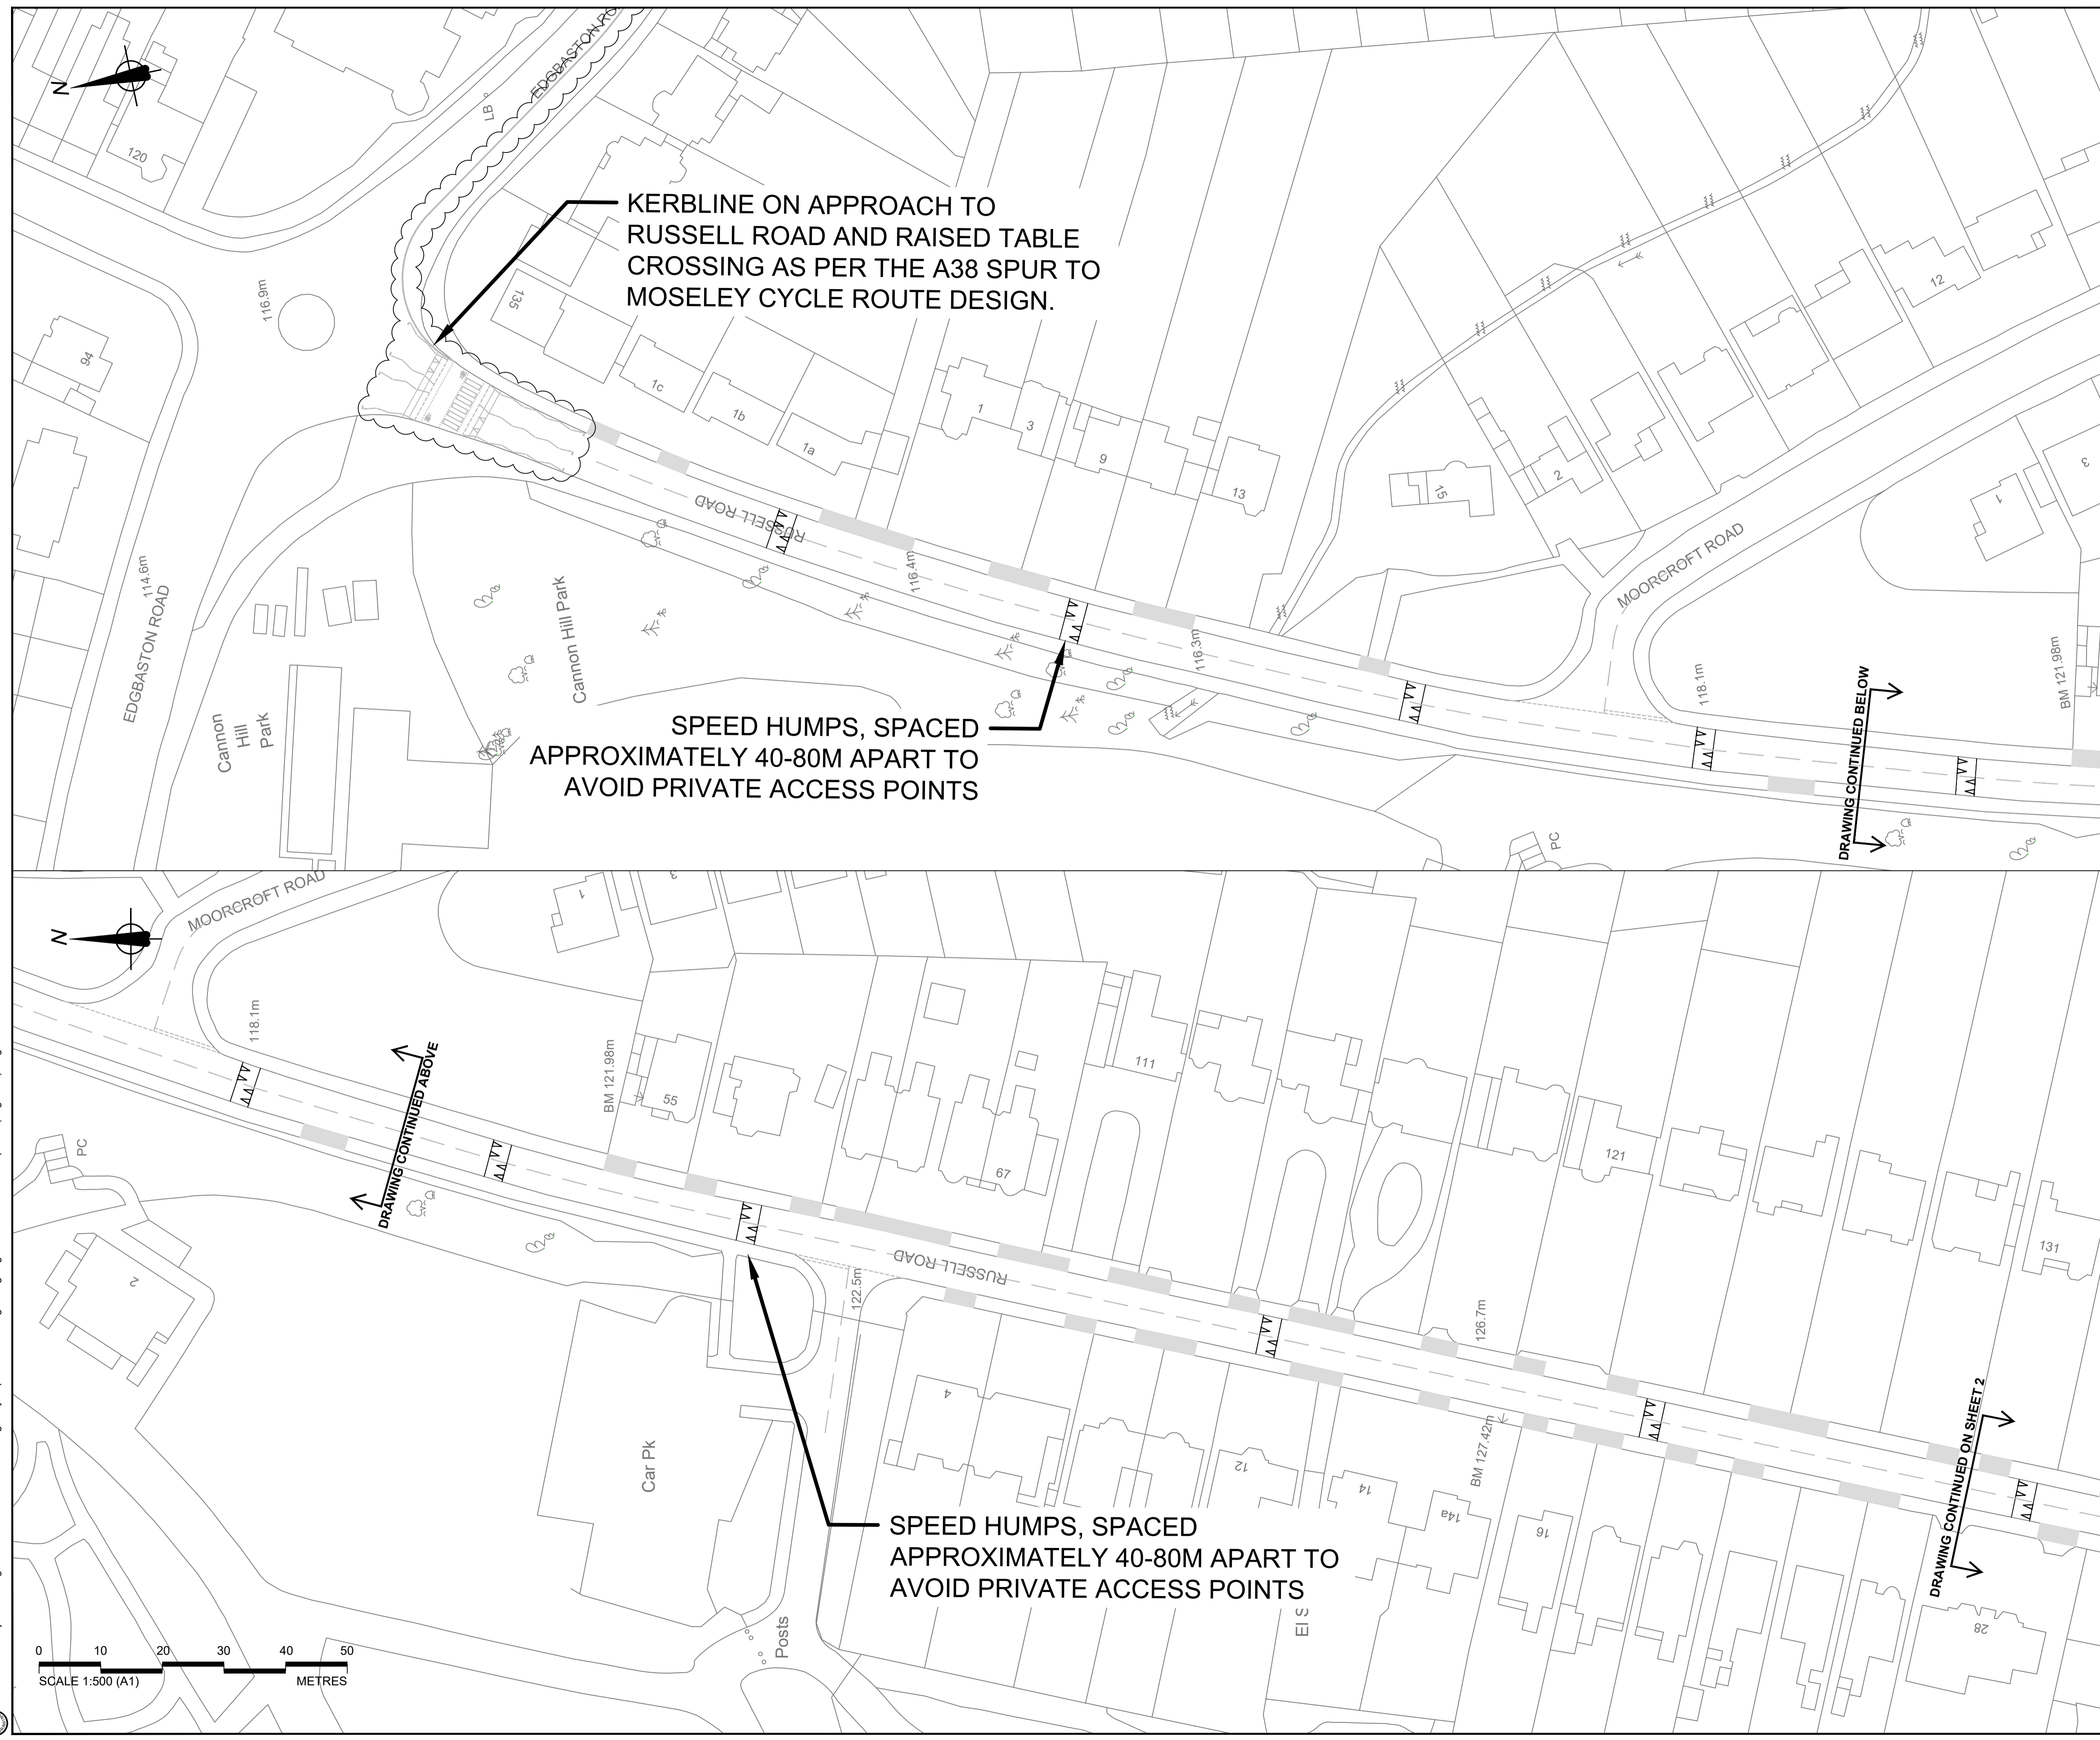 N
120
LB
EDGBASTON RO
KERBLINE ON APPROACH TO
RUSSELL ROAD AND RAISED TABLE
CROSSING AS PER THE A38 SPUR TO
MOSELEY CYCLE ROUTE DESIGN.
116.9m
94
135
1c
1b
1a
1
3
9
13
15
2
12
1
3
RUSSELL ROAD
116.4m
116.3m
118.1m
MOORCROFT ROAD
BM 121.98m
114.6m
EDGBASTON ROAD
Cannon
Hill
Park
Cannon Hill Park
SPEED HUMPS, SPACED
APPROXIMATELY 40-80M APART TO
AVOID PRIVATE ACCESS POINTS
DRAWING CONTINUED BELOW
PC
N
MOORCROFT ROAD
1
3
118.1m
DRAWING CONTINUED ABOVE
BM 121.98m
55
67
111
121
131
PC
2
RUSSELL ROAD
122.5m
126.7m
BM 127.42m
4
12
14
14a
16
28
Car Pk
Posts
El S
SPEED HUMPS, SPACED
APPROXIMATELY 40-80M APART TO
AVOID PRIVATE ACCESS POINTS
DRAWING CONTINUED ON SHEET 2
0 10 20 30 40 50
SCALE 1:500 (A1) METRES